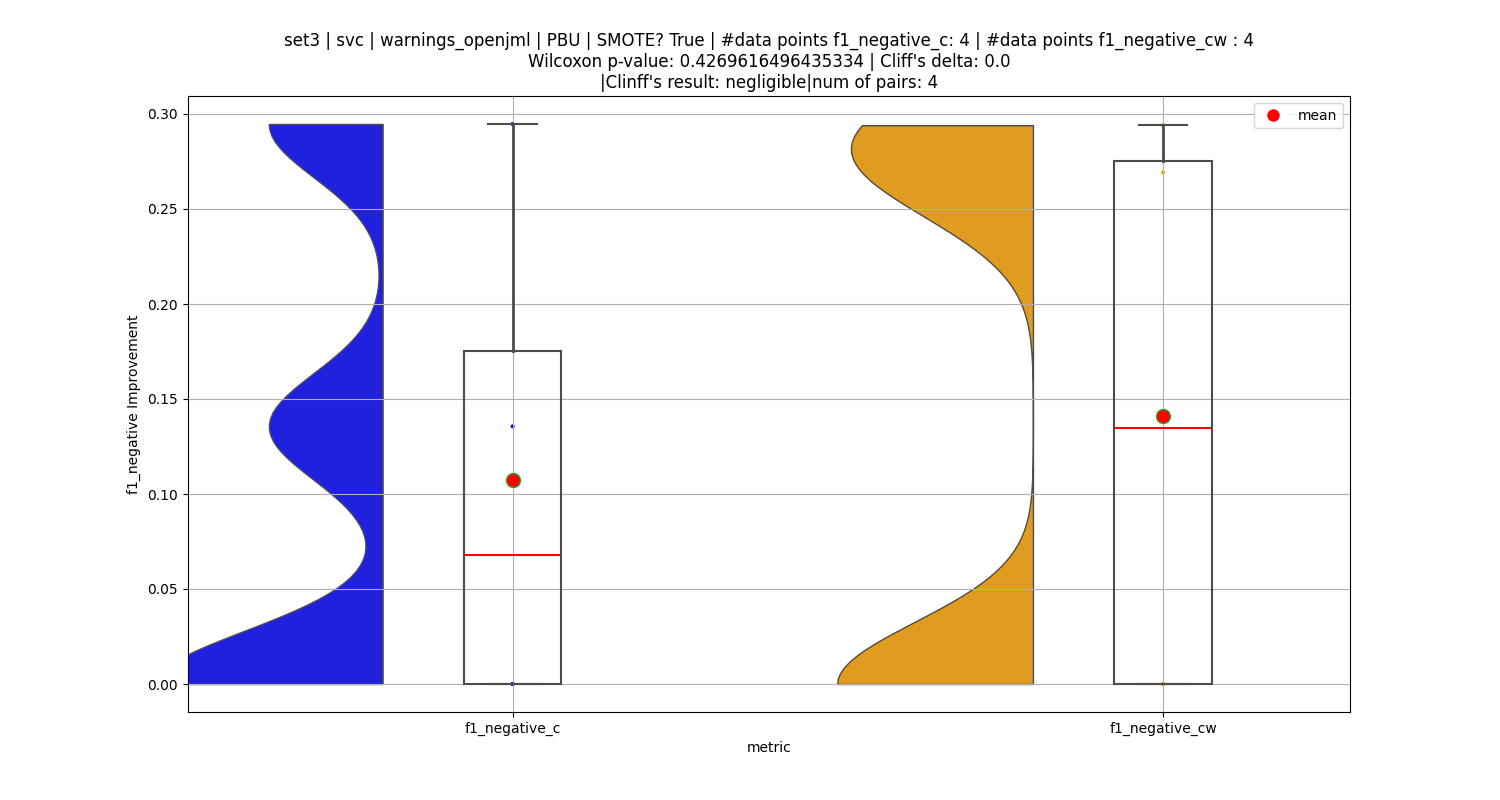 set3 | svc | warnings_openjml | PBU | SMOTE? True | #data points f1_negative_c: 4 | #data points f1_negative_cw : 4
Wilcoxon p-value: 0.4269616496435334 | Cliff's delta: 0.0
|Clinff's result: negligible|num of pairs: 4
mean
0.30
0.25
0.20
0.15
0.10
0.05
0.00
f1_negative Improvement
f1_negative_c
f1_negative_cw
metric